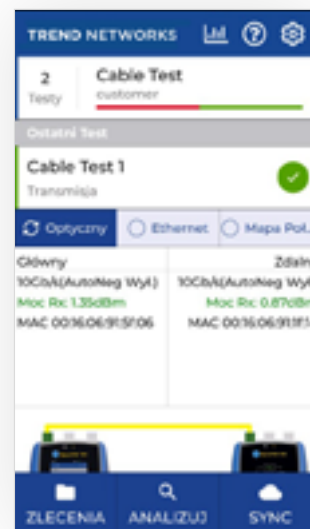 TREND NETWORKS
2
Testy
Cable Test
customer
Ostatni Test
Cable Test 1
Transmisja
Optyczny
Ethernet
Mapa Poł.
Główny
Zdaln
10Gb/s(AutoNeg Wył.)
10Gb/s(AutoNeg Wył
Moc Rx: 1.35dBm
Moc Rx: 0.87dBm
MAC 00:16:06:91:5f:06
MAC 00:16:06:91:1f:1
ZLECENIA
ANALIZUJ
SYNC